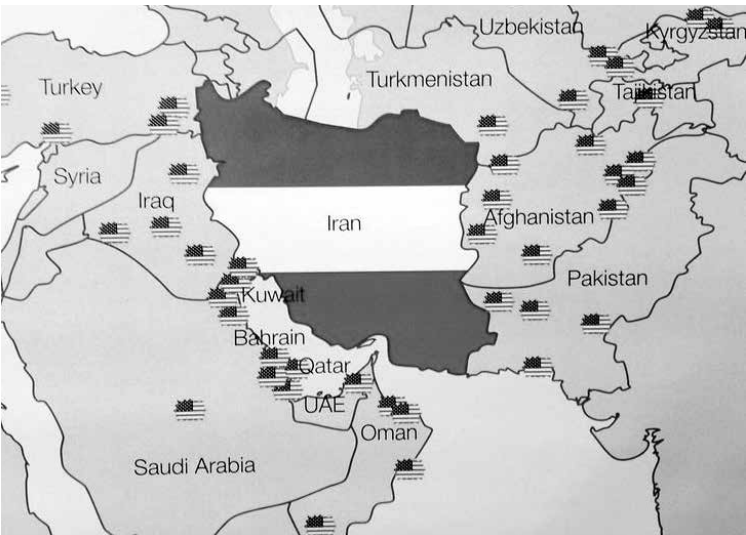 Uzbekistan
Kyrgyzstan
Turkey
Turkmenistan
Tajikistan
Syria
Iraq
Iran
Afghanistan
Pakistan
Kuwait
Bahrain
Qatar
UAE
Oman
Saudi Arabia